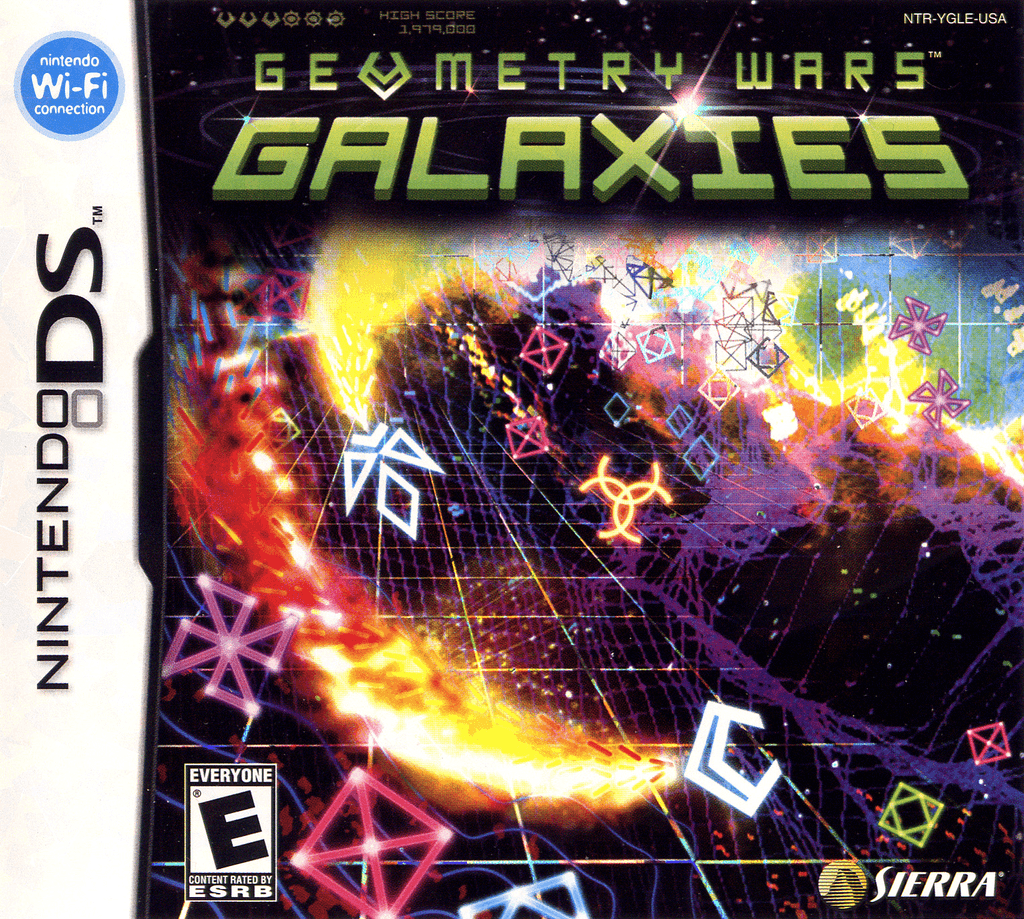 nintendo
Wi-Fi
connection
NINTENDO DS™
HIGH SCORE
1,979,000
NTR-YGLE-USA
GEOMETRY WARS™
GALAXIES
EVERYONE
E
®
CONTENT RATED BY
ESRB
SIERRA®